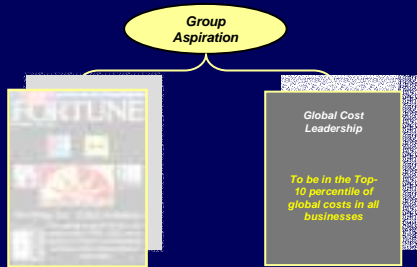 Group
Aspiration
FORTUNE
Global Cost
Leadership
To be in the Top-
10 percentile of
global costs in all
businesses